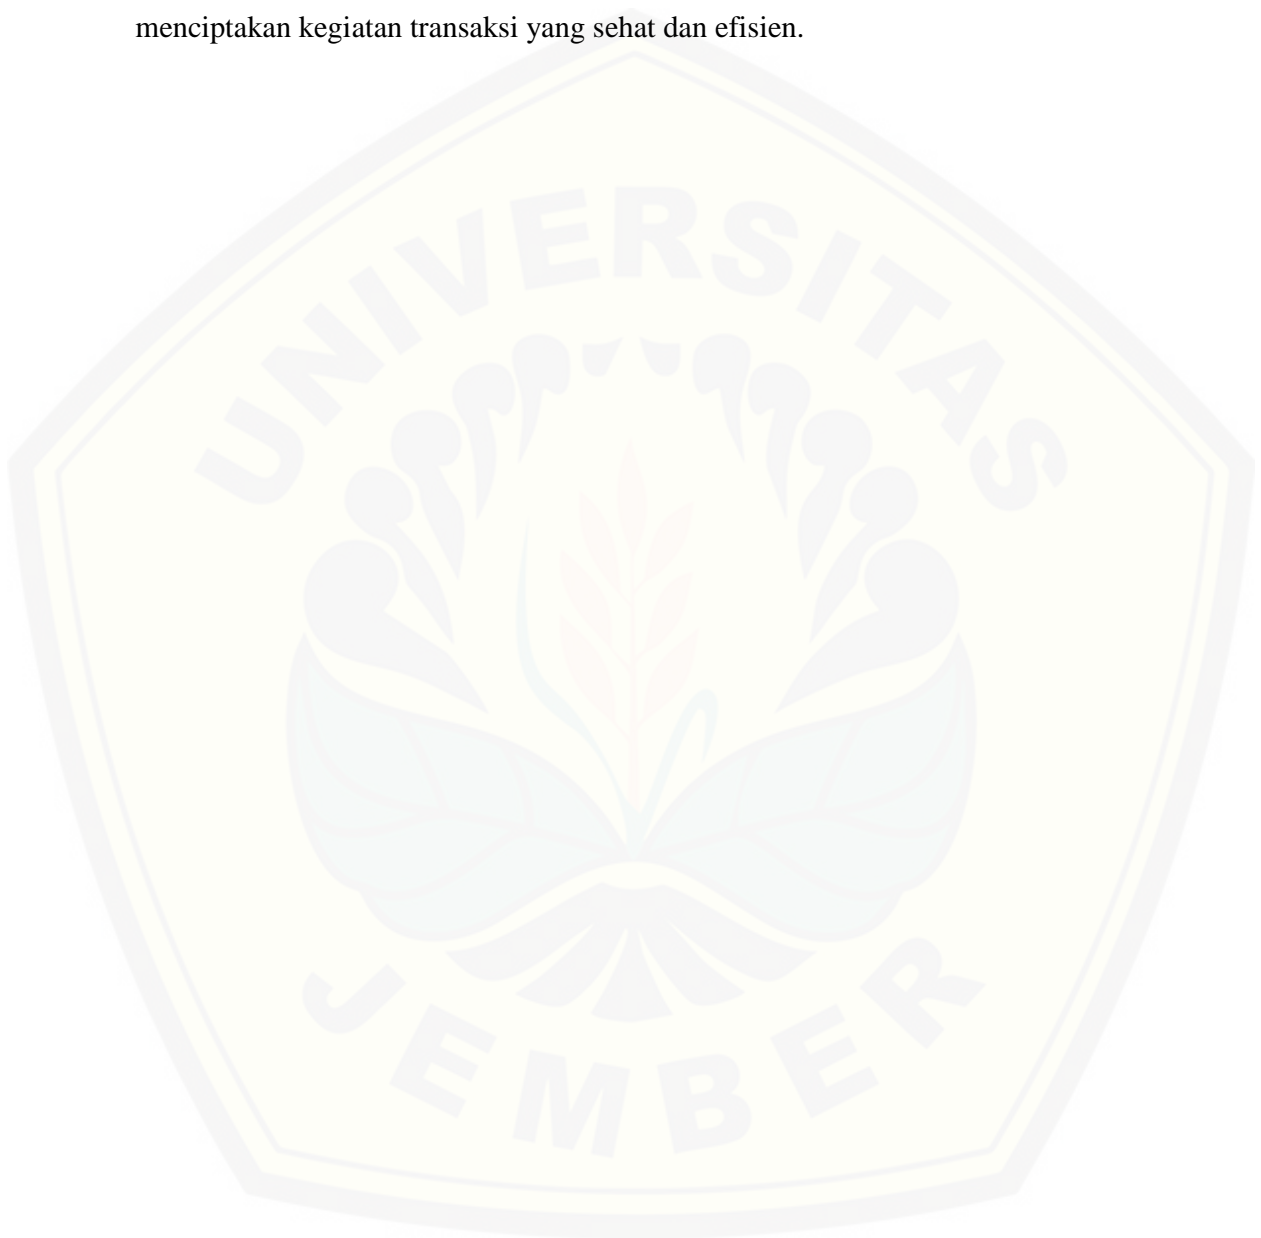 menciptakan kegiatan transaksi yang sehat dan efisien.
UNIVERSITAS
JEMBER